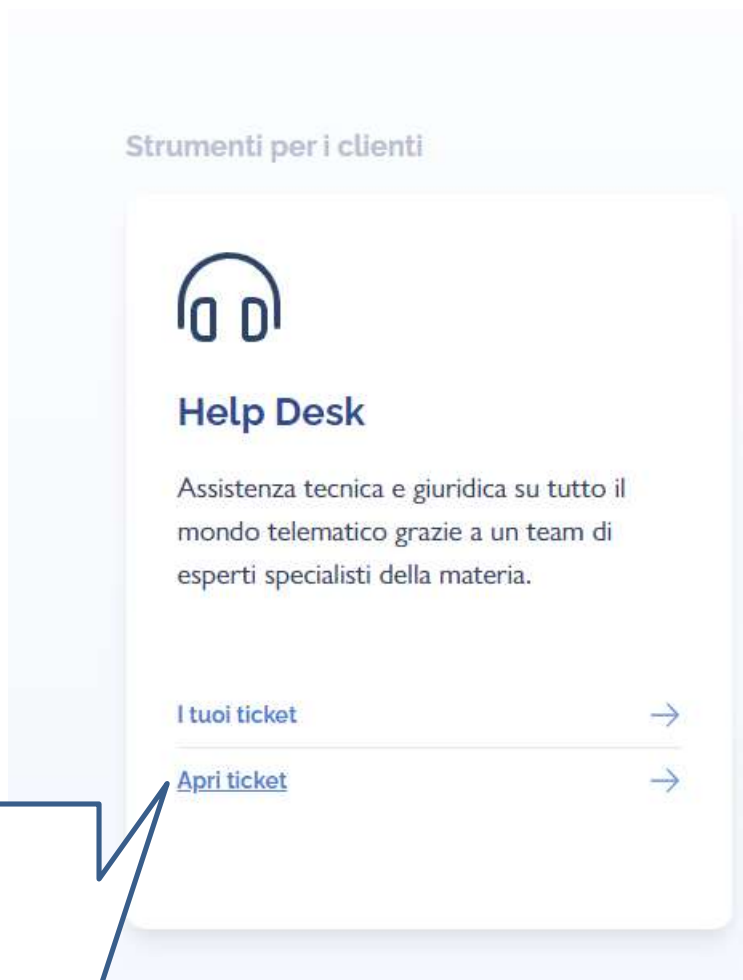 Strumenti per i clienti
Help Desk
Assistenza tecnica e giuridica su tutto il
mondo telematico grazie a un team di
esperti specialisti della materia.
I tuoi ticket
Apri ticket